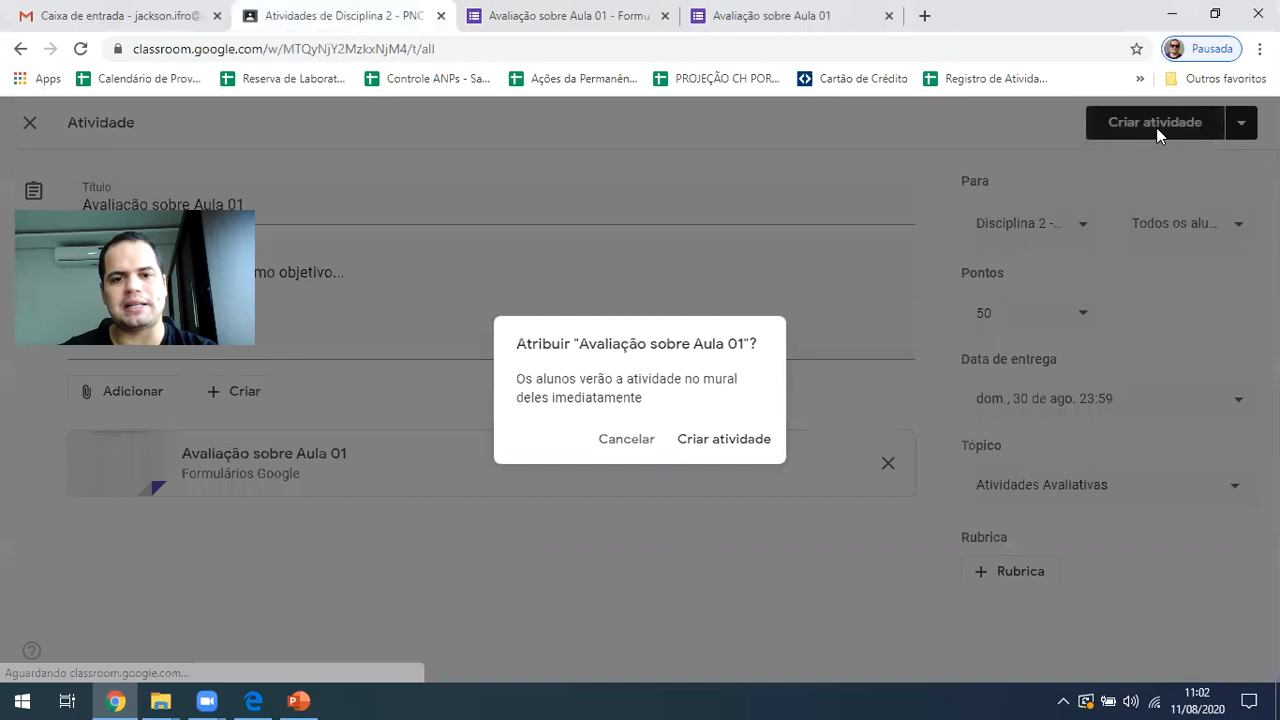 Caixa de entrada - jackson.ifro@
Atividades de Disciplina 2 - PNC
Avaliação sobre Aula 01 - Formu
Avaliação sobre Aula 01
classroom.google.com/w/MTQyNjY2MzkxNjM4/t/all
Pausada
Apps
Calendário de Prov...
Reserva de Laborat...
Controle ANPs - Sa...
Ações da Permanên...
PROJEÇÃO CH POR...
Cartão de Crédito
Registro de Ativida...
»
Outros favoritos
Atividade
Criar atividade
Título
Avaliação sobre Aula 01
mo objetivo...
Adicionar
Criar
Avaliação sobre Aula 01
Formulários Google
Para
Disciplina 2 -...
Todos os alu...
Pontos
50
Data de entrega
dom., 30 de ago. 23:59
Tópico
Atividades Avaliativas
Rubrica
+ Rubrica
Atribuir "Avaliação sobre Aula 01"?
Os alunos verão a atividade no mural
deles imediatamente
Cancelar
Criar atividade
Aguardando classroom.google.com...
11:02
11/08/2020